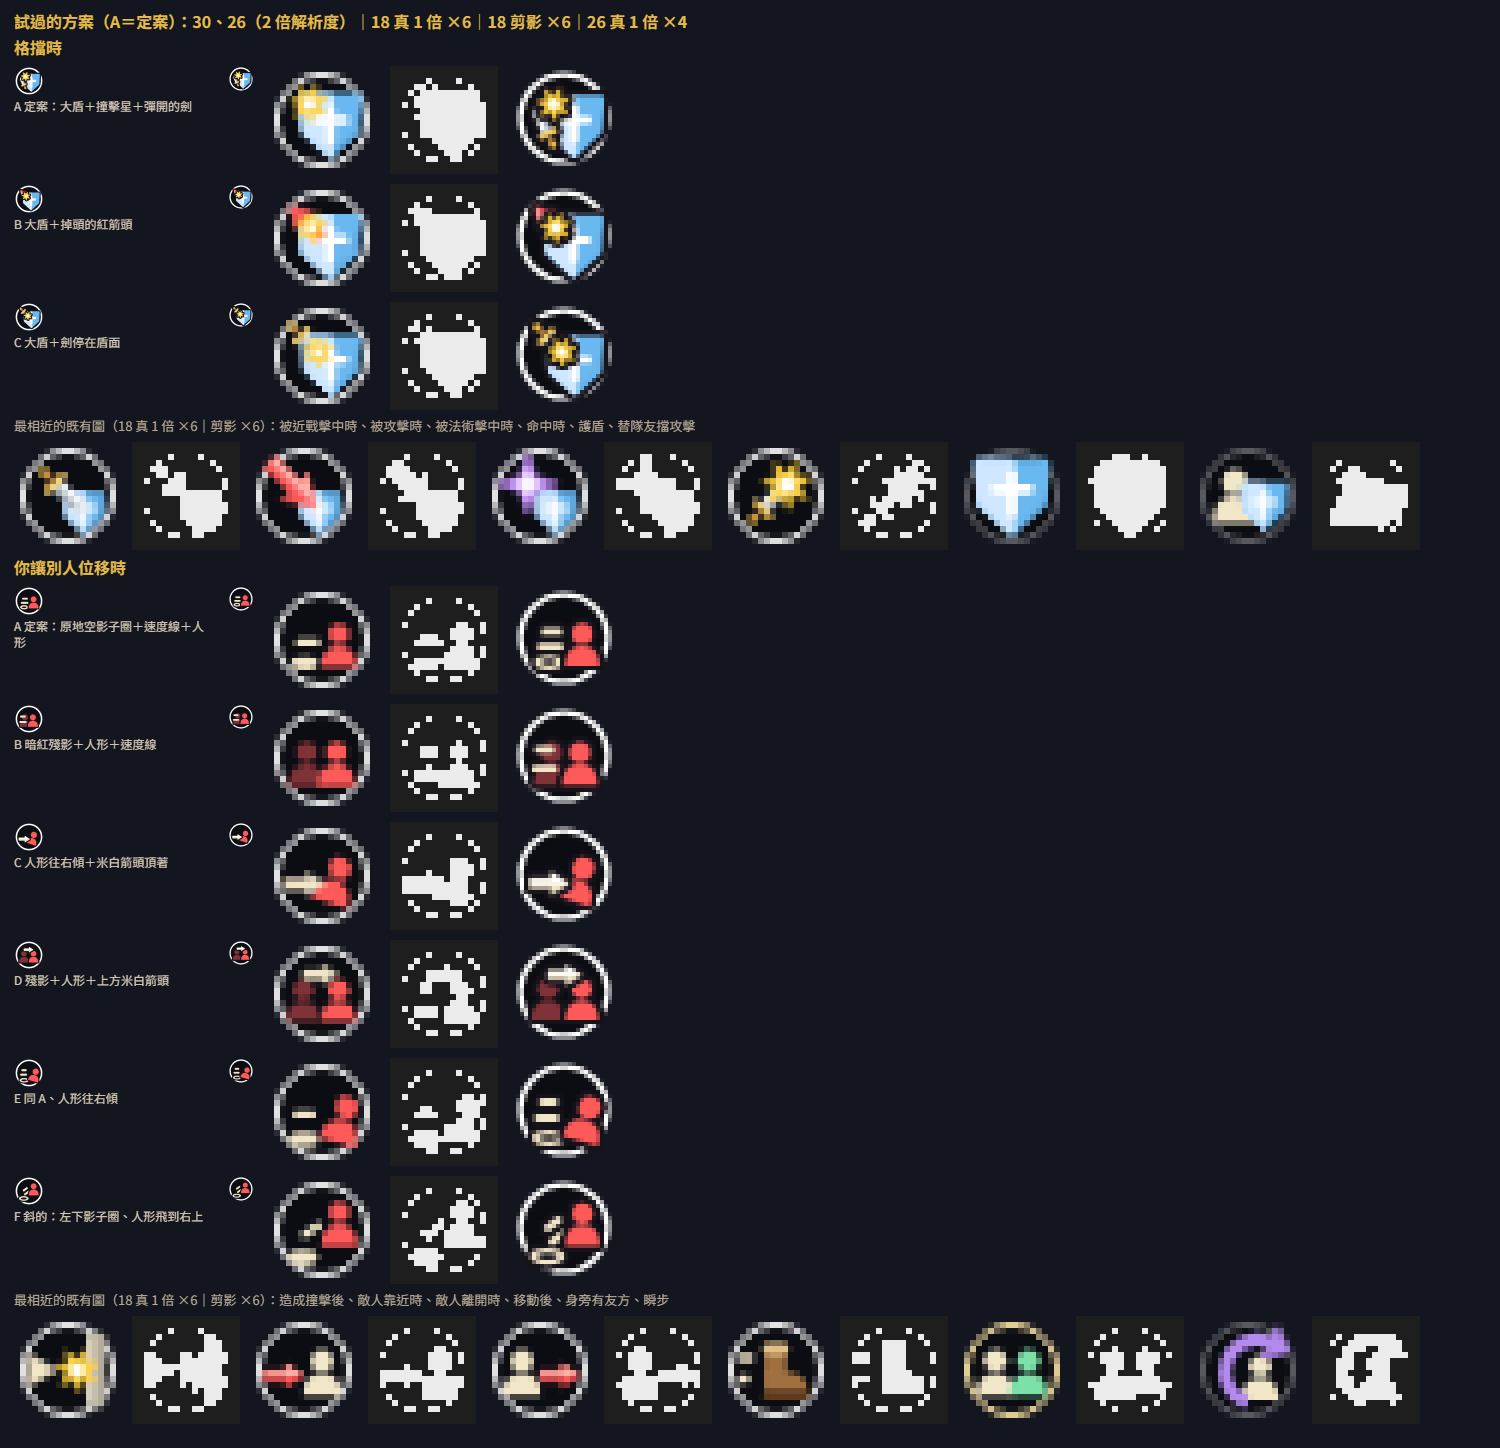 試過的方案（A＝定案）：30、26（2 倍解析度）｜18 真 1 倍 ×6｜18 剪影 ×6｜26 真 1 倍 ×4
格擋時
A 定案：大盾＋撞擊星＋彈開的劍
B 大盾＋掉頭的紅箭頭
C 大盾＋劍停在盾面
最相近的既有圖（18 真 1 倍 ×6｜剪影 ×6）：被近戰擊中時、被攻擊時、被法術擊中時、命中時、護盾、替隊友擋攻擊
你讓別人位移時
A 定案：原地空影子圈＋速度線＋人
形
B 暗紅殘影＋人形＋速度線
C 人形往右傾＋米白箭頭頂著
D 殘影＋人形＋上方米白箭頭
E 同 A、人形往右傾
F 斜的：左下影子圈、人形飛到右上
最相近的既有圖（18 真 1 倍 ×6｜剪影 ×6）：造成撞擊後、敵人靠近時、敵人離開時、移動後、身旁有友方、瞬步